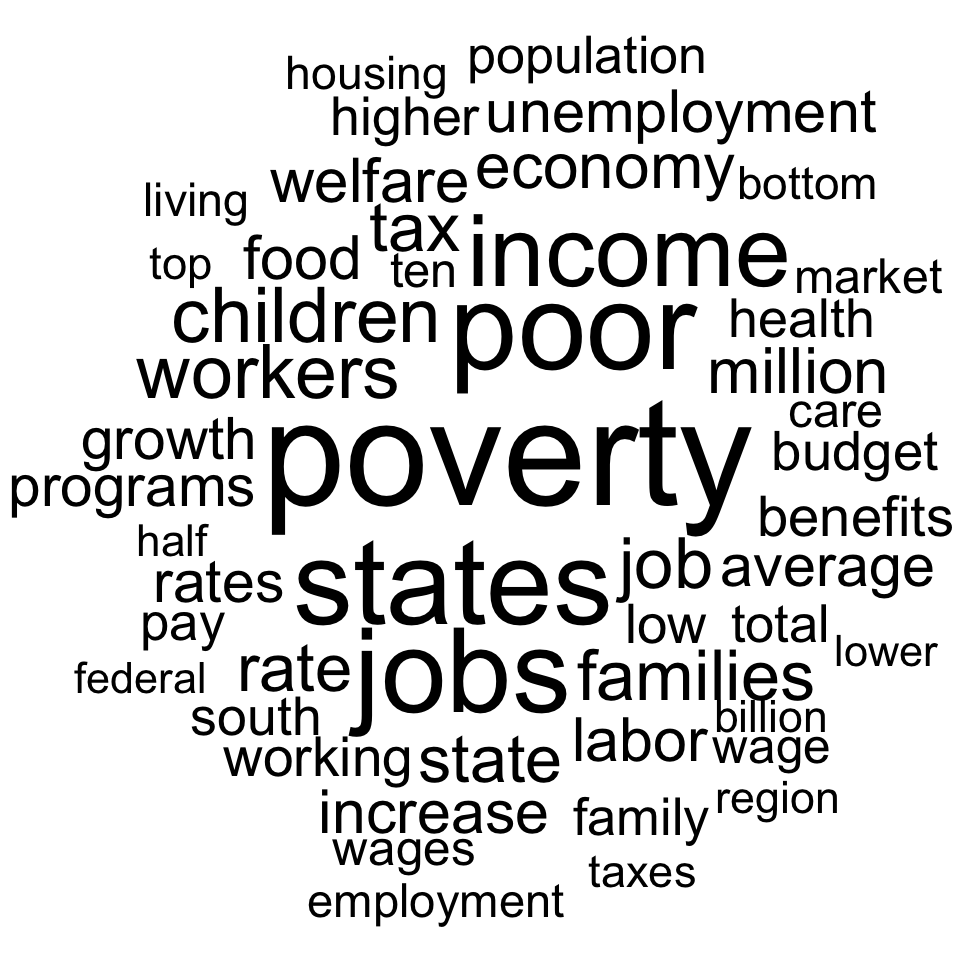 housing population
higher unemployment
welfare economy bottom
living
tax
top food ten income market
children poor health
workers million
care
growth poverty budget
programs
benefits
half
rates states job average
pay low total
lower
federal rate jobs families
south billion
working state labor wage
increase family region
wages
taxes
employment